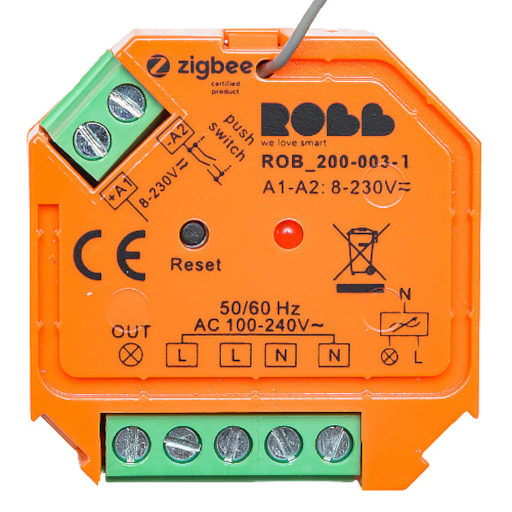 zigbee
certified
product
ROBB
we love smart
ROB_200-003-1
A1-A2: 8-230V⎓
-A2
push
switch
+A1
8-230V⎓
CE
Reset
50/60 Hz
AC 100-240V~
OUT
L L N N
N
L